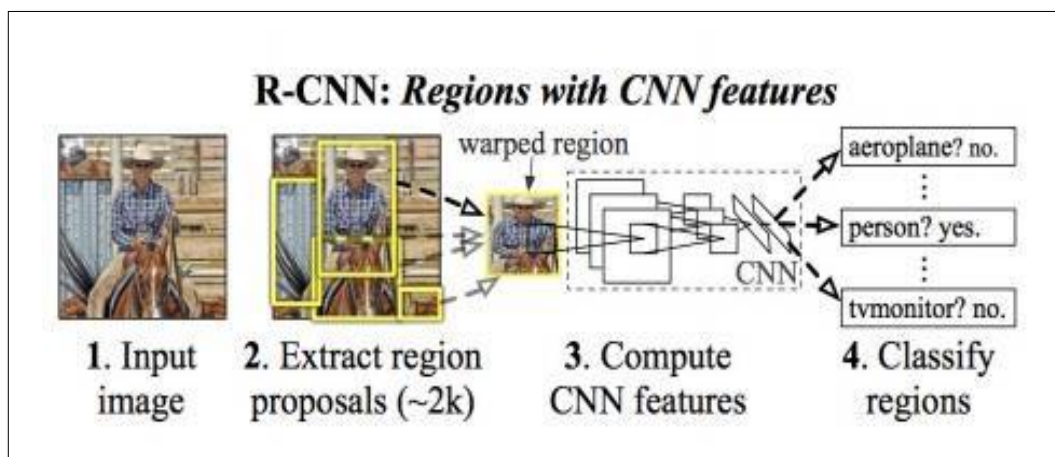 R-CNN: Regions with CNN features
warped region
aeroplane? no.
person? yes.
tvmonitor? no.
CNN
1. Input
image
2. Extract region
proposals (~2k)
3. Compute
CNN features
4. Classify
regions